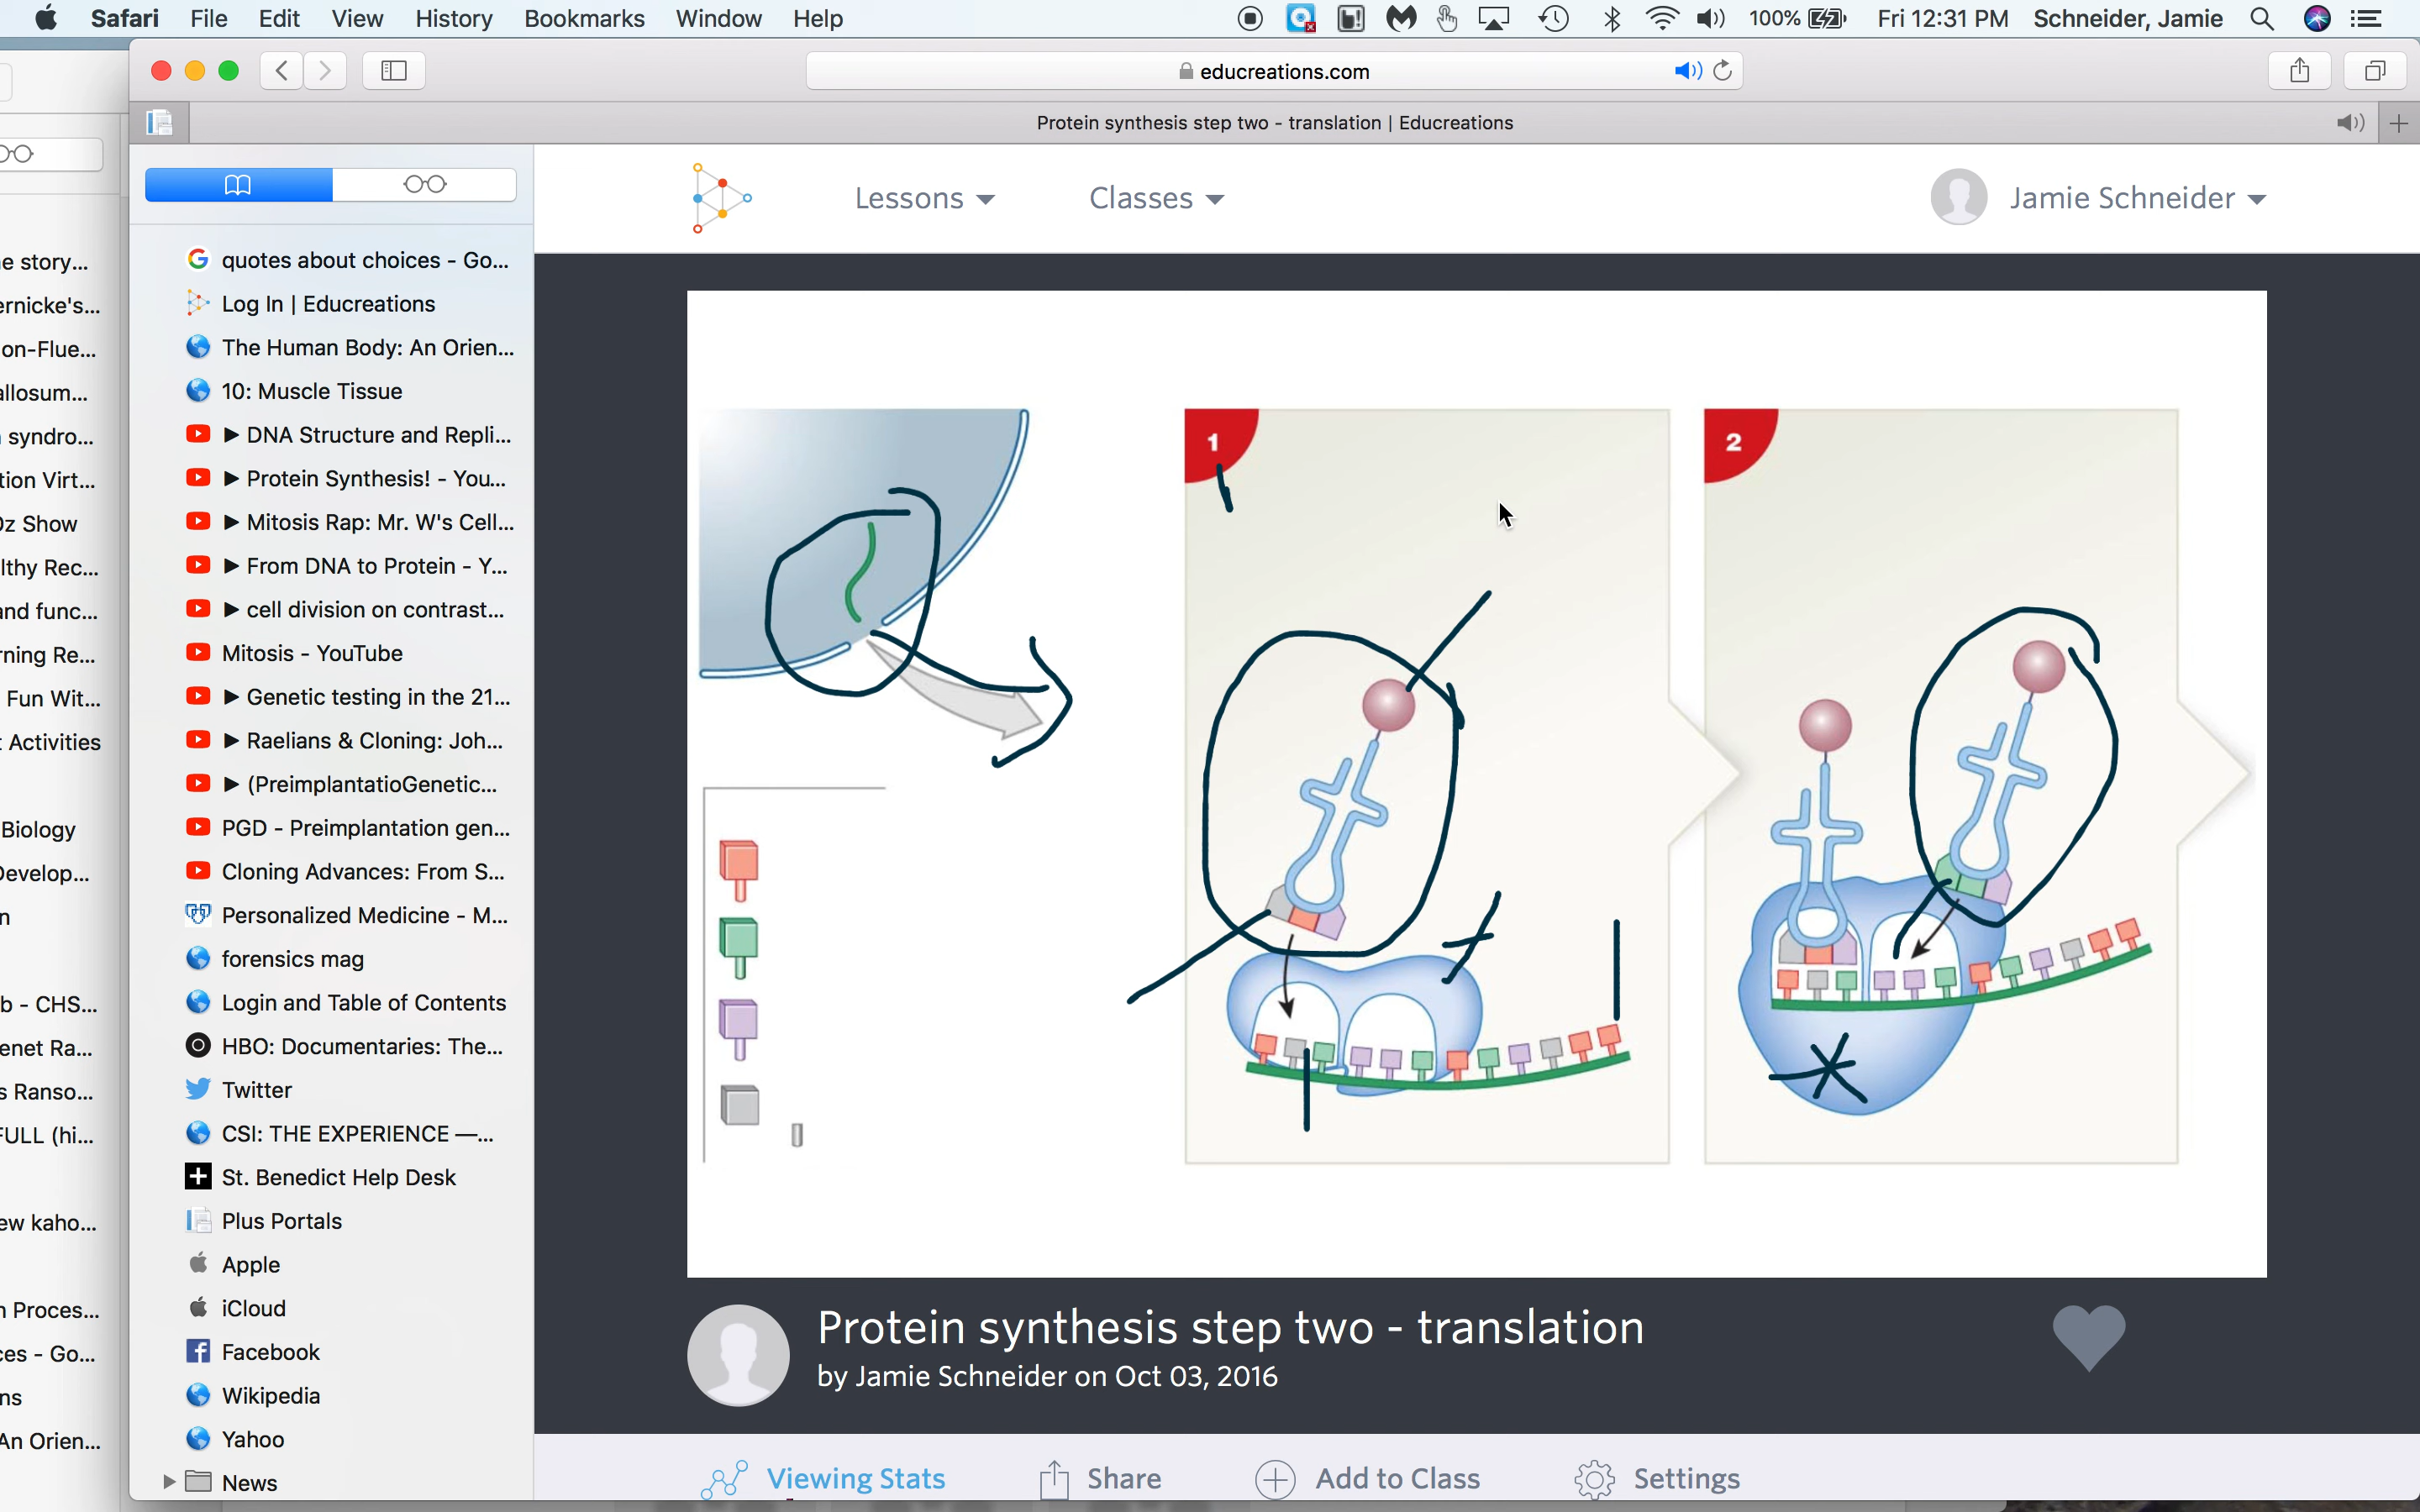 Safari File Edit View History Bookmarks Window Help 100% Fri 12:31 PM Schneider, Jamie
educreations.com
Protein synthesis step two - translation | Educreations
Lessons Classes Jamie Schneider
e story...
ernicke's...
on-Flue...
allosum...
syndro...
tion Virt...
Oz Show
lthy Rec...
and func...
rning Re...
Fun Wit...
Activities
Biology
Develop...
n
b - CHS...
enet Ra...
s Ranso...
FULL (hi...
ew kaho...
n Proces...
ces - Go...
ns
An Orien...
quotes about choices - Go...
Log In | Educreations
The Human Body: An Orien...
10: Muscle Tissue
▶ DNA Structure and Repli...
▶ Protein Synthesis! - You...
▶ Mitosis Rap: Mr. W's Cell...
▶ From DNA to Protein - Y...
▶ cell division on contrast...
Mitosis - YouTube
▶ Genetic testing in the 21...
▶ Raelians & Cloning: Joh...
▶ (PreimplantatioGenetic...
PGD - Preimplantation gen...
Cloning Advances: From S...
Personalized Medicine - M...
forensics mag
Login and Table of Contents
HBO: Documentaries: The...
Twitter
CSI: THE EXPERIENCE —...
St. Benedict Help Desk
Plus Portals
Apple
iCloud
Facebook
Wikipedia
Yahoo
News
1
2
Protein synthesis step two - translation
by Jamie Schneider on Oct 03, 2016
Viewing Stats Share Add to Class Settings